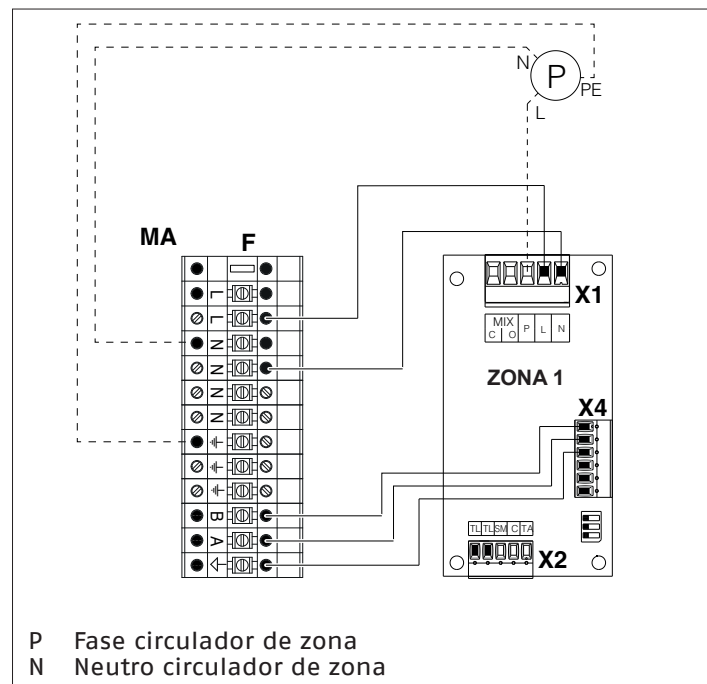 N
P
PE
L
MA F
L
L
N
N
N
N
B
A
X1
MIX
C O P L N
ZONA 1
X4
TL TL SM C TA
X2
P Fase circulador de zona
N Neutro circulador de zona